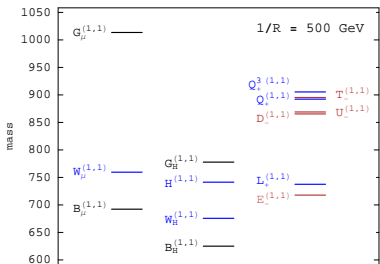 1/R = 500 GeV
mass
1050
1000
950
900
850
800
750
700
650
600
G_μ^(1,1)
W_μ^(1,1)
B_μ^(1,1)
G_H^(1,1)
H^(1,1)
W_H^(1,1)
B_H^(1,1)
Q_+^3 (1,1)
Q_+^(1,1)
T_-^(1,1)
U_-^(1,1)
D_-^(1,1)
L_+^(1,1)
E_-^(1,1)